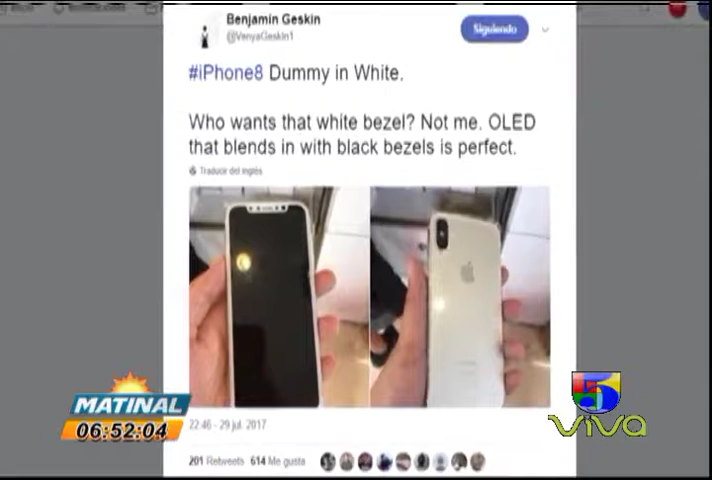 Benjamin Geskin
@VenyaGeskin1
Siguiendo
#iPhone8 Dummy in White.
Who wants that white bezel? Not me. OLED
that blends in with black bezels is perfect.
Traducir del inglés
22:46 - 29 jul. 2017
201 Retweets 614 Me gusta
MATINAL
06:52:04
5
VIVA